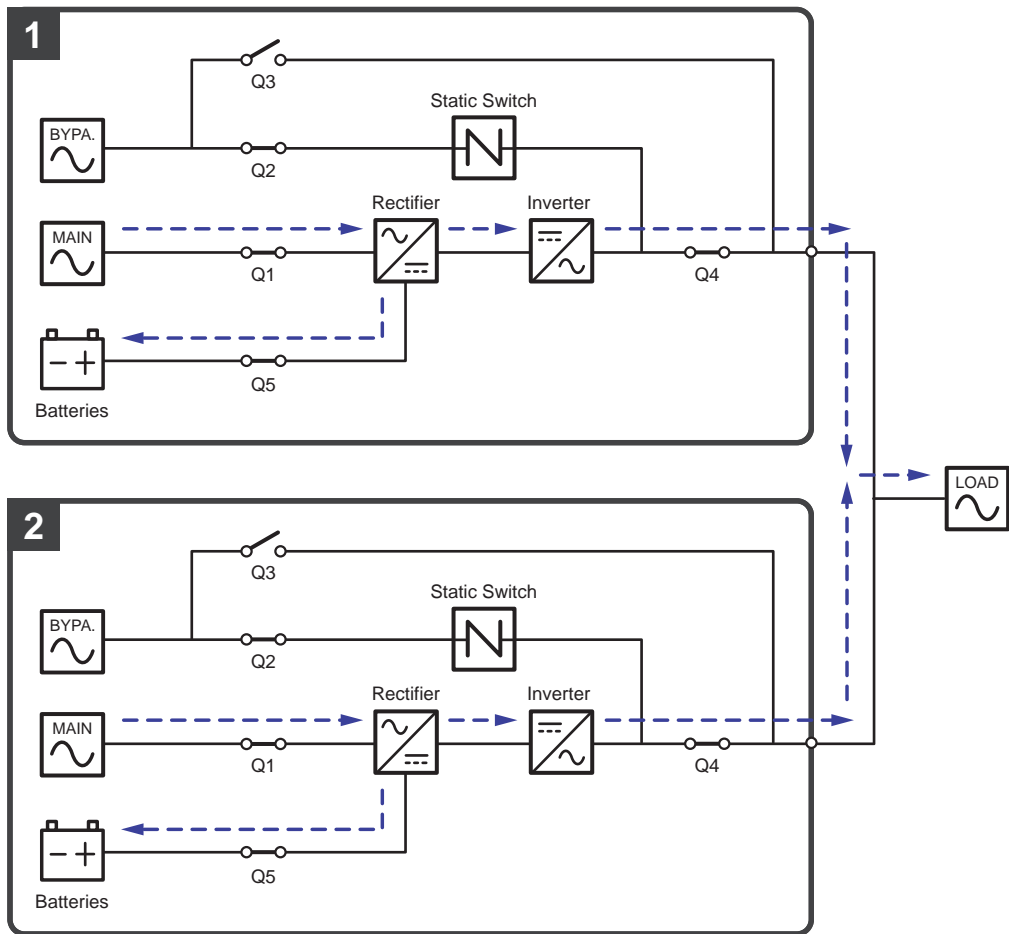 1
Q3
Static Switch
BYPA.
Q2
Rectifier
Inverter
MAIN
Q1
Q4
Q5
Batteries
LOAD
2
Q3
Static Switch
BYPA.
Q2
Rectifier
Inverter
MAIN
Q1
Q4
Q5
Batteries